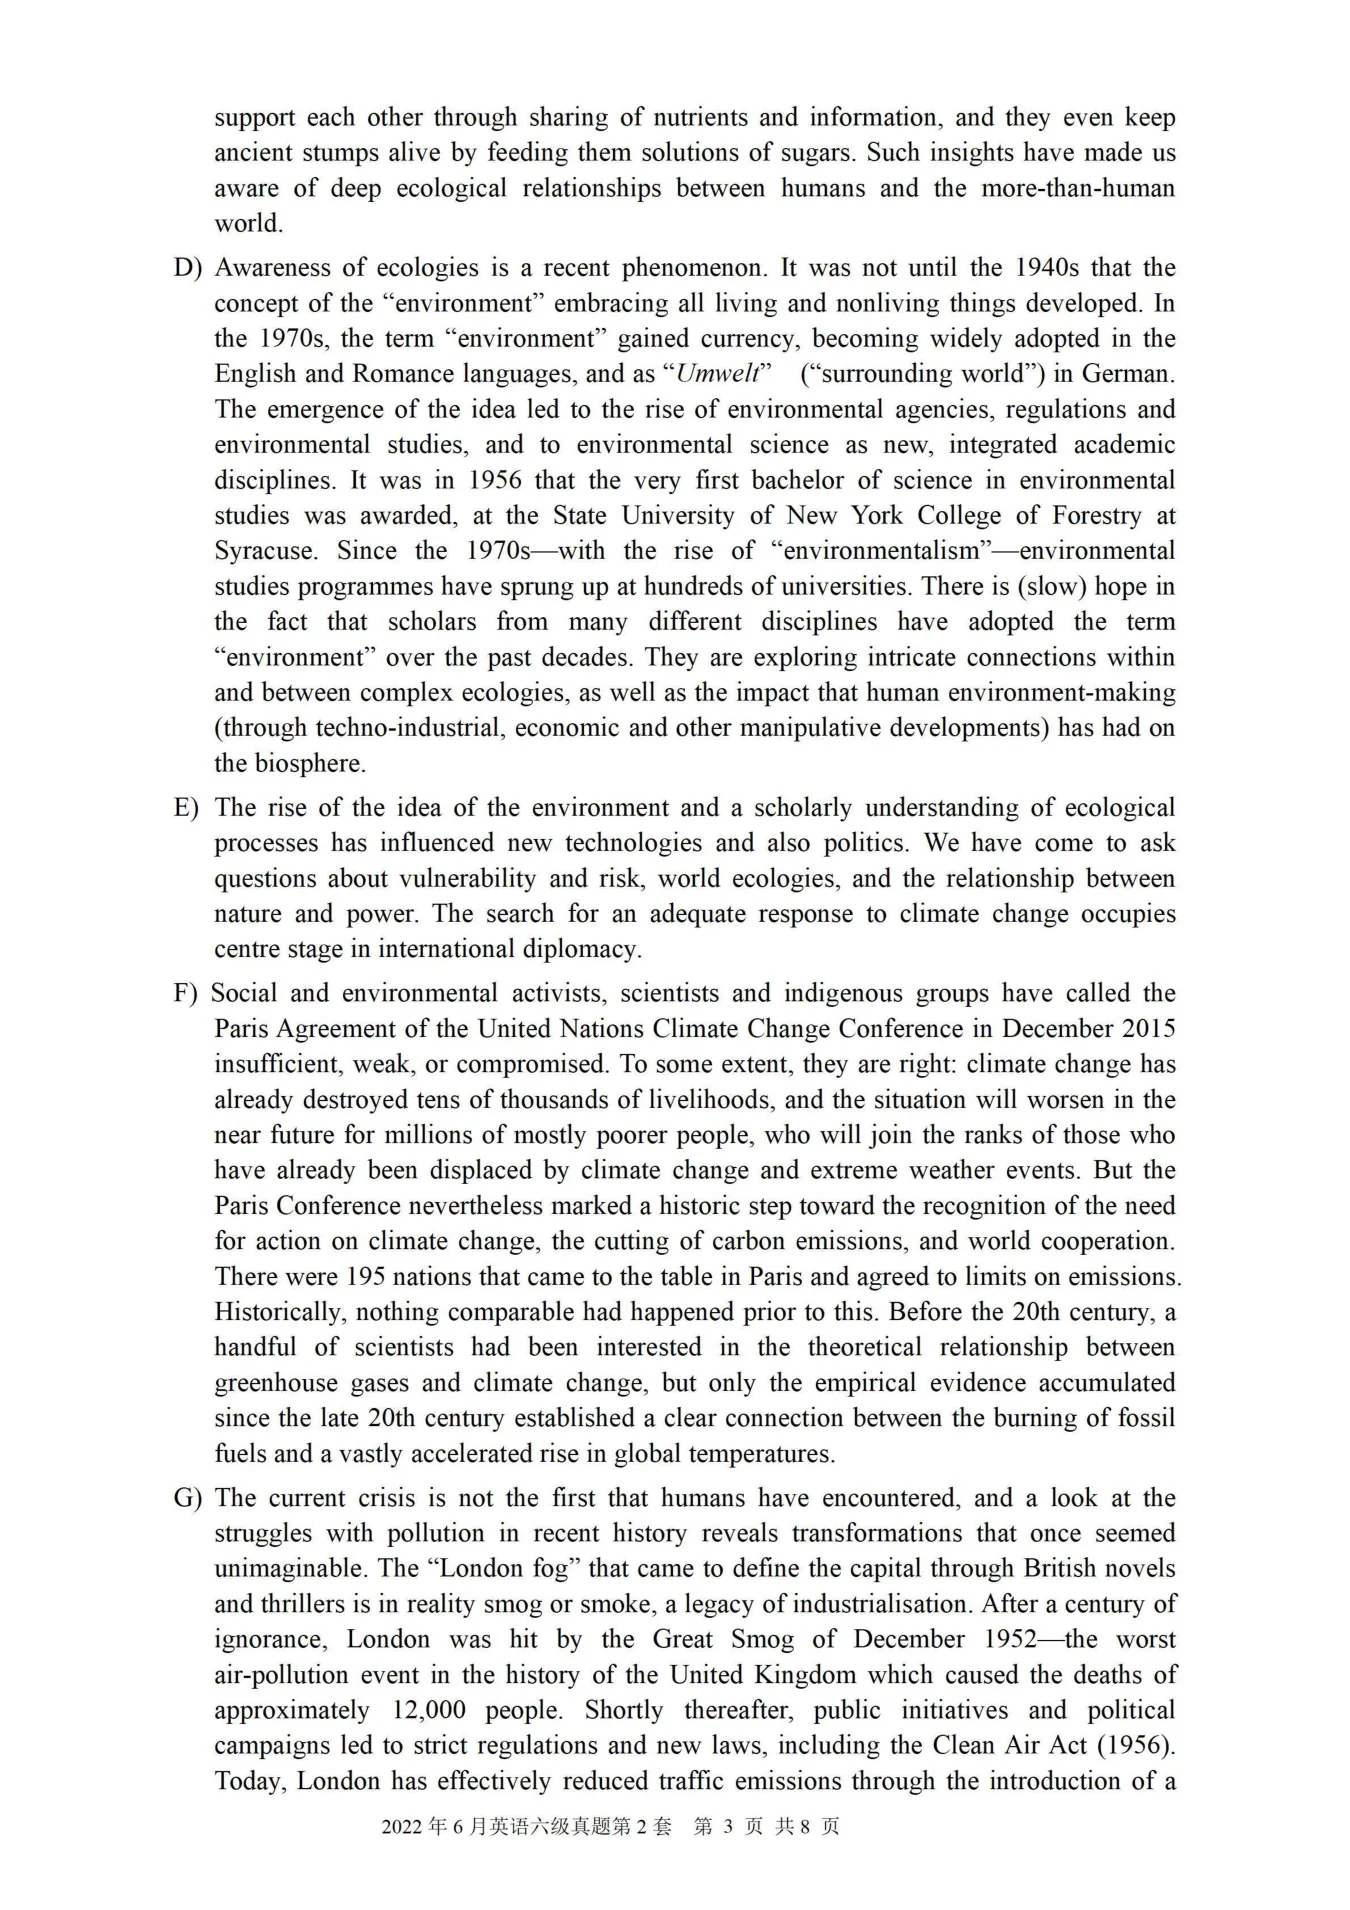 support each other through sharing of nutrients and information, and they even keep
ancient stumps alive by feeding them solutions of sugars. Such insights have made us
aware of deep ecological relationships between humans and the more-than-human
world.
D) Awareness of ecologies is a recent phenomenon. It was not until the 1940s that the
concept of the “environment” embracing all living and nonliving things developed. In
the 1970s, the term “environment” gained currency, becoming widely adopted in the
English and Romance languages, and as “Umwelt” (“surrounding world”) in German.
The emergence of the idea led to the rise of environmental agencies, regulations and
environmental studies, and to environmental science as new, integrated academic
disciplines. It was in 1956 that the very first bachelor of science in environmental
studies was awarded, at the State University of New York College of Forestry at
Syracuse. Since the 1970s—with the rise of “environmentalism”—environmental
studies programmes have sprung up at hundreds of universities. There is (slow) hope in
the fact that scholars from many different disciplines have adopted the term
“environment” over the past decades. They are exploring intricate connections within
and between complex ecologies, as well as the impact that human environment-making
(through techno-industrial, economic and other manipulative developments) has had on
the biosphere.
E) The rise of the idea of the environment and a scholarly understanding of ecological
processes has influenced new technologies and also politics. We have come to ask
questions about vulnerability and risk, world ecologies, and the relationship between
nature and power. The search for an adequate response to climate change occupies
centre stage in international diplomacy.
F) Social and environmental activists, scientists and indigenous groups have called the
Paris Agreement of the United Nations Climate Change Conference in December 2015
insufficient, weak, or compromised. To some extent, they are right: climate change has
already destroyed tens of thousands of livelihoods, and the situation will worsen in the
near future for millions of mostly poorer people, who will join the ranks of those who
have already been displaced by climate change and extreme weather events. But the
Paris Conference nevertheless marked a historic step toward the recognition of the need
for action on climate change, the cutting of carbon emissions, and world cooperation.
There were 195 nations that came to the table in Paris and agreed to limits on emissions.
Historically, nothing comparable had happened prior to this. Before the 20th century, a
handful of scientists had been interested in the theoretical relationship between
greenhouse gases and climate change, but only the empirical evidence accumulated
since the late 20th century established a clear connection between the burning of fossil
fuels and a vastly accelerated rise in global temperatures.
G) The current crisis is not the first that humans have encountered, and a look at the
struggles with pollution in recent history reveals transformations that once seemed
unimaginable. The “London fog” that came to define the capital through British novels
and thrillers is in reality smog or smoke, a legacy of industrialisation. After a century of
ignorance, London was hit by the Great Smog of December 1952—the worst
air-pollution event in the history of the United Kingdom which caused the deaths of
approximately 12,000 people. Shortly thereafter, public initiatives and political
campaigns led to strict regulations and new laws, including the Clean Air Act (1956).
Today, London has effectively reduced traffic emissions through the introduction of a
2022 年 6 月英语六级真题第 2 套 第 3 页 共 8 页